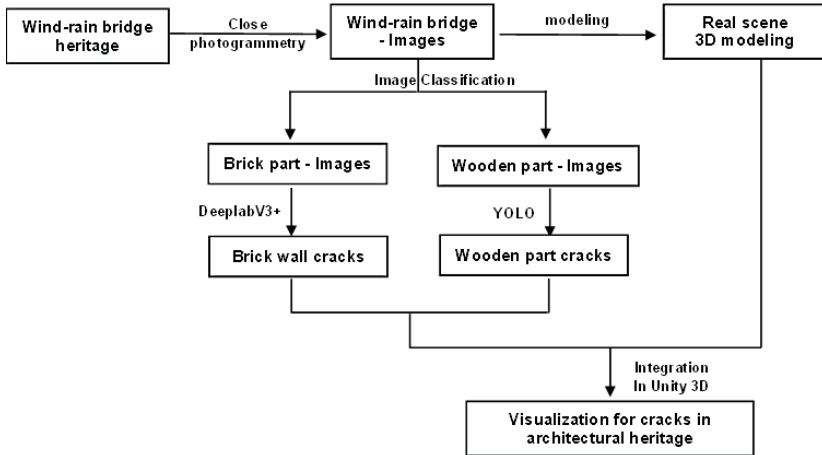 Wind-rain bridge
heritage
Close
photogrammetry
Wind-rain bridge
- Images
modeling
Real scene
3D modeling
Image Classification
Brick part - Images
Wooden part - Images
DeeplabV3+
YOLO
Brick wall cracks
Wooden part cracks
Integration
In Unity 3D
Visualization for cracks in
architectural heritage